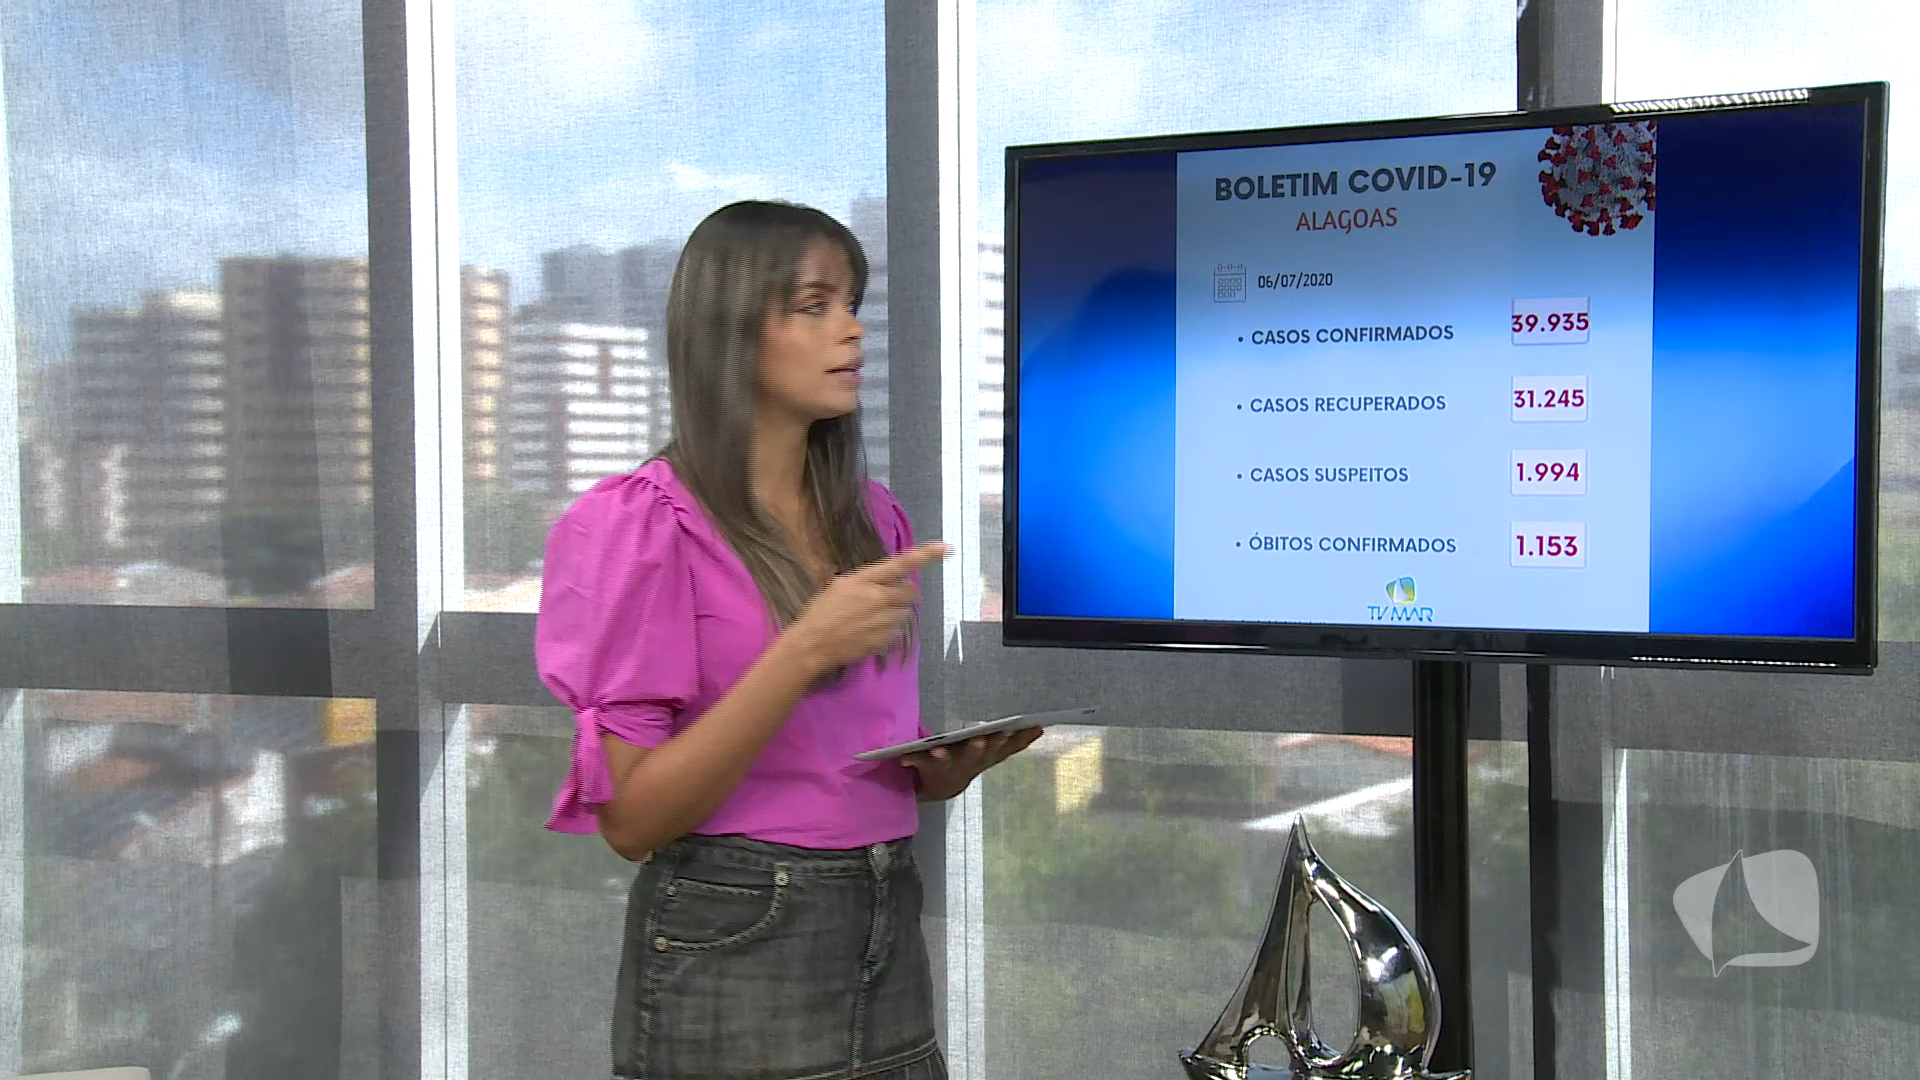 BOLETIM COVID-19
ALAGOAS
06/07/2020
• CASOS CONFIRMADOS 39.935
• CASOS RECUPERADOS 31.245
• CASOS SUSPEITOS 1.994
• ÓBITOS CONFIRMADOS 1.153
TV MAR